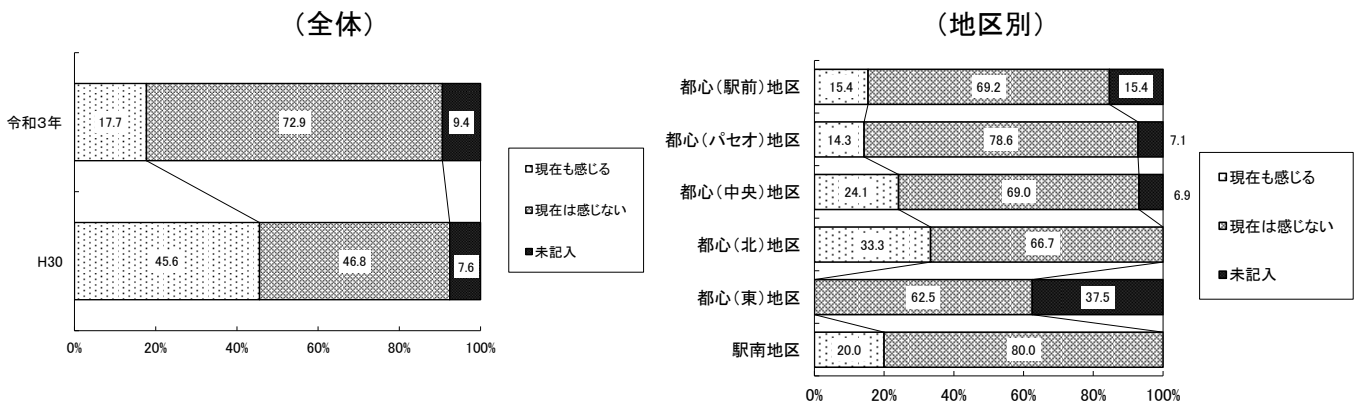 (全体)
令和3年
17.7
72.9
9.4
H30
45.6
46.8
7.6
0%
20%
40%
60%
80%
100%
現在も感じる
現在は感じない
未記入
(地区別)
都心(駅前)地区
15.4
69.2
15.4
都心(パセオ)地区
14.3
78.6
7.1
都心(中央)地区
24.1
69.0
6.9
都心(北)地区
33.3
66.7
都心(東)地区
62.5
37.5
駅南地区
20.0
80.0
0%
20%
40%
60%
80%
100%
現在も感じる
現在は感じない
未記入